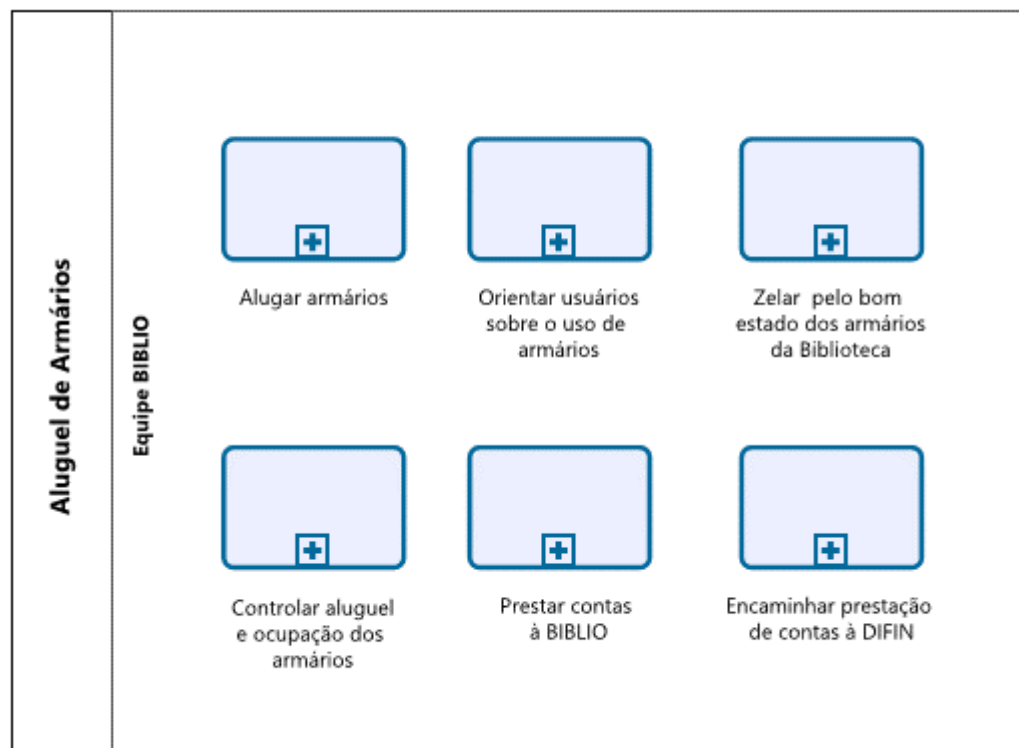 Aluguel de Armários
Equipe BIBLIO
Alugar armários
Orientar usuários
sobre o uso de
armários
Zelar  pelo bom
estado dos armários
da Biblioteca
Controlar aluguel
e ocupação dos
armários
Prestar contas
à BIBLIO
Encaminhar prestação
de contas à DIFIN